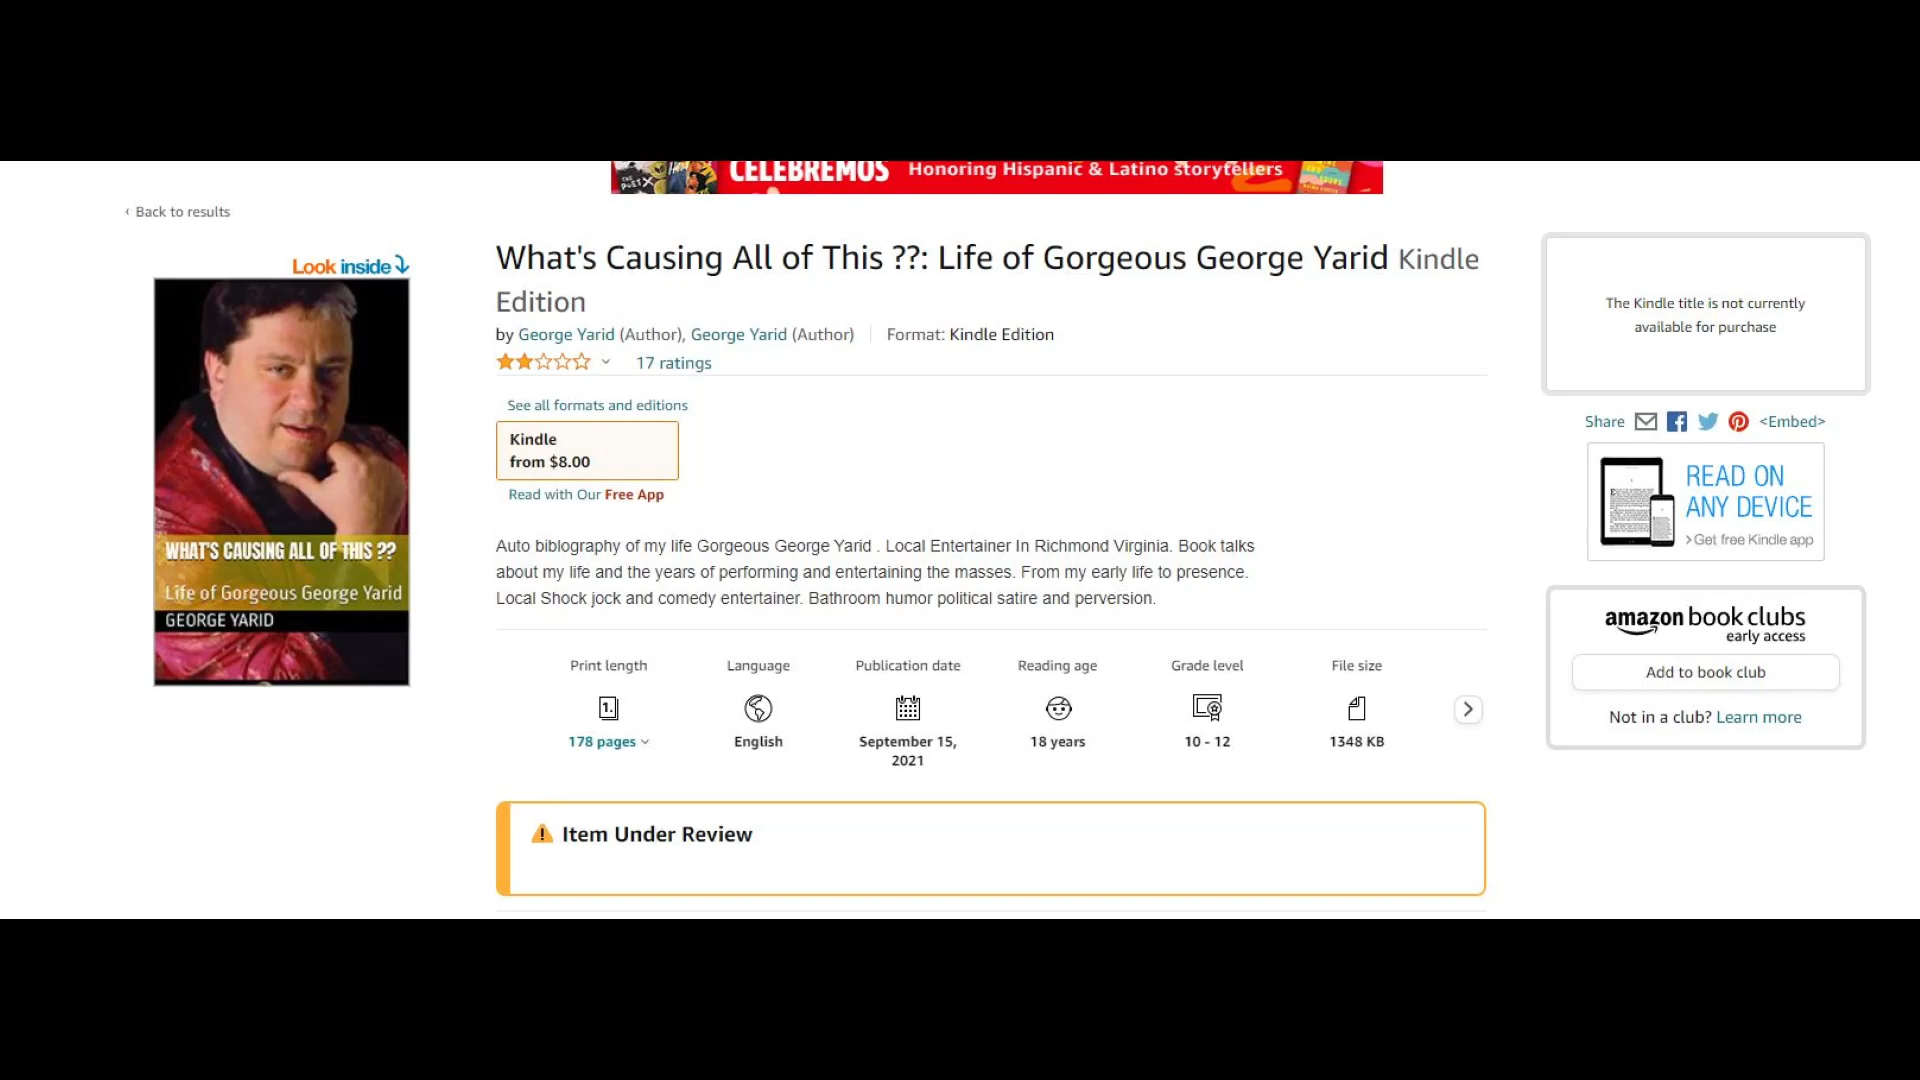 CELEBREMOS Honoring Hispanic & Latino storytellers
‹ Back to results
Look inside
WHAT'S CAUSING ALL OF THIS ??
Life of Gorgeous George Yarid
GEORGE YARID
What's Causing All of This ??: Life of Gorgeous George Yarid Kindle
Edition
by George Yarid (Author), George Yarid (Author) Format: Kindle Edition
17 ratings
See all formats and editions
Kindle
from $8.00
Read with Our Free App
Auto biblography of my life Gorgeous George Yarid . Local Entertainer In Richmond Virginia. Book talks
about my life and the years of performing and entertaining the masses. From my early life to presence.
Local Shock jock and comedy entertainer. Bathroom humor political satire and perversion.
Print length Language Publication date Reading age Grade level File size
1.
178 pages English September 15, 18 years 10 - 12 1348 KB
2021
Item Under Review
The Kindle title is not currently
available for purchase
Share <Embed>
READ ON
ANY DEVICE
› Get free Kindle app
amazon book clubs
early access
Add to book club
Not in a club? Learn more